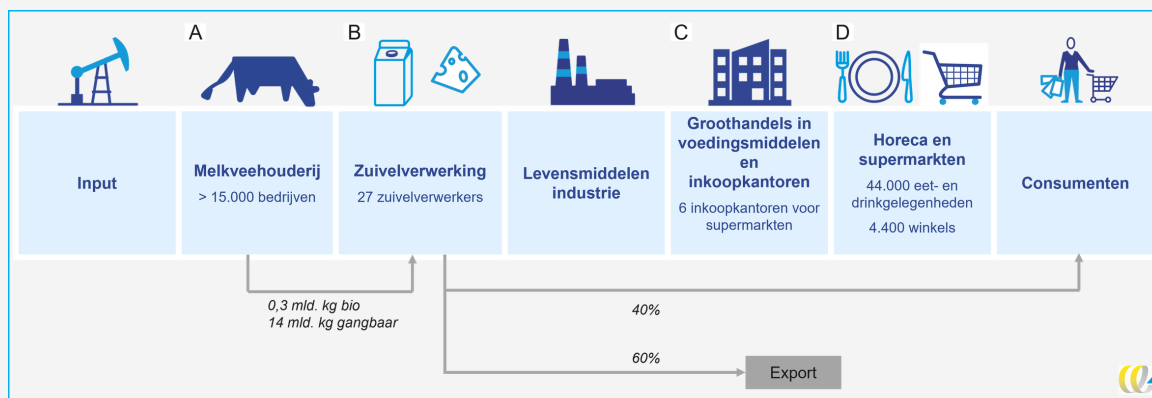 A
B
C
D
Input
Melkveehouderij
> 15.000 bedrijven
Zuivelverwerking
27 zuivelverwerkers
Levensmiddelen
industrie
Groothandels in
voedingsmiddelen
en
inkoopkantoren
6 inkoopkantoren voor
supermarkten
Horeca en
supermarkten
44.000 eet- en
drinkgelegenheden
4.400 winkels
Consumenten
0,3 mld. kg bio
14 mld. kg gangbaar
40%
60%
Export